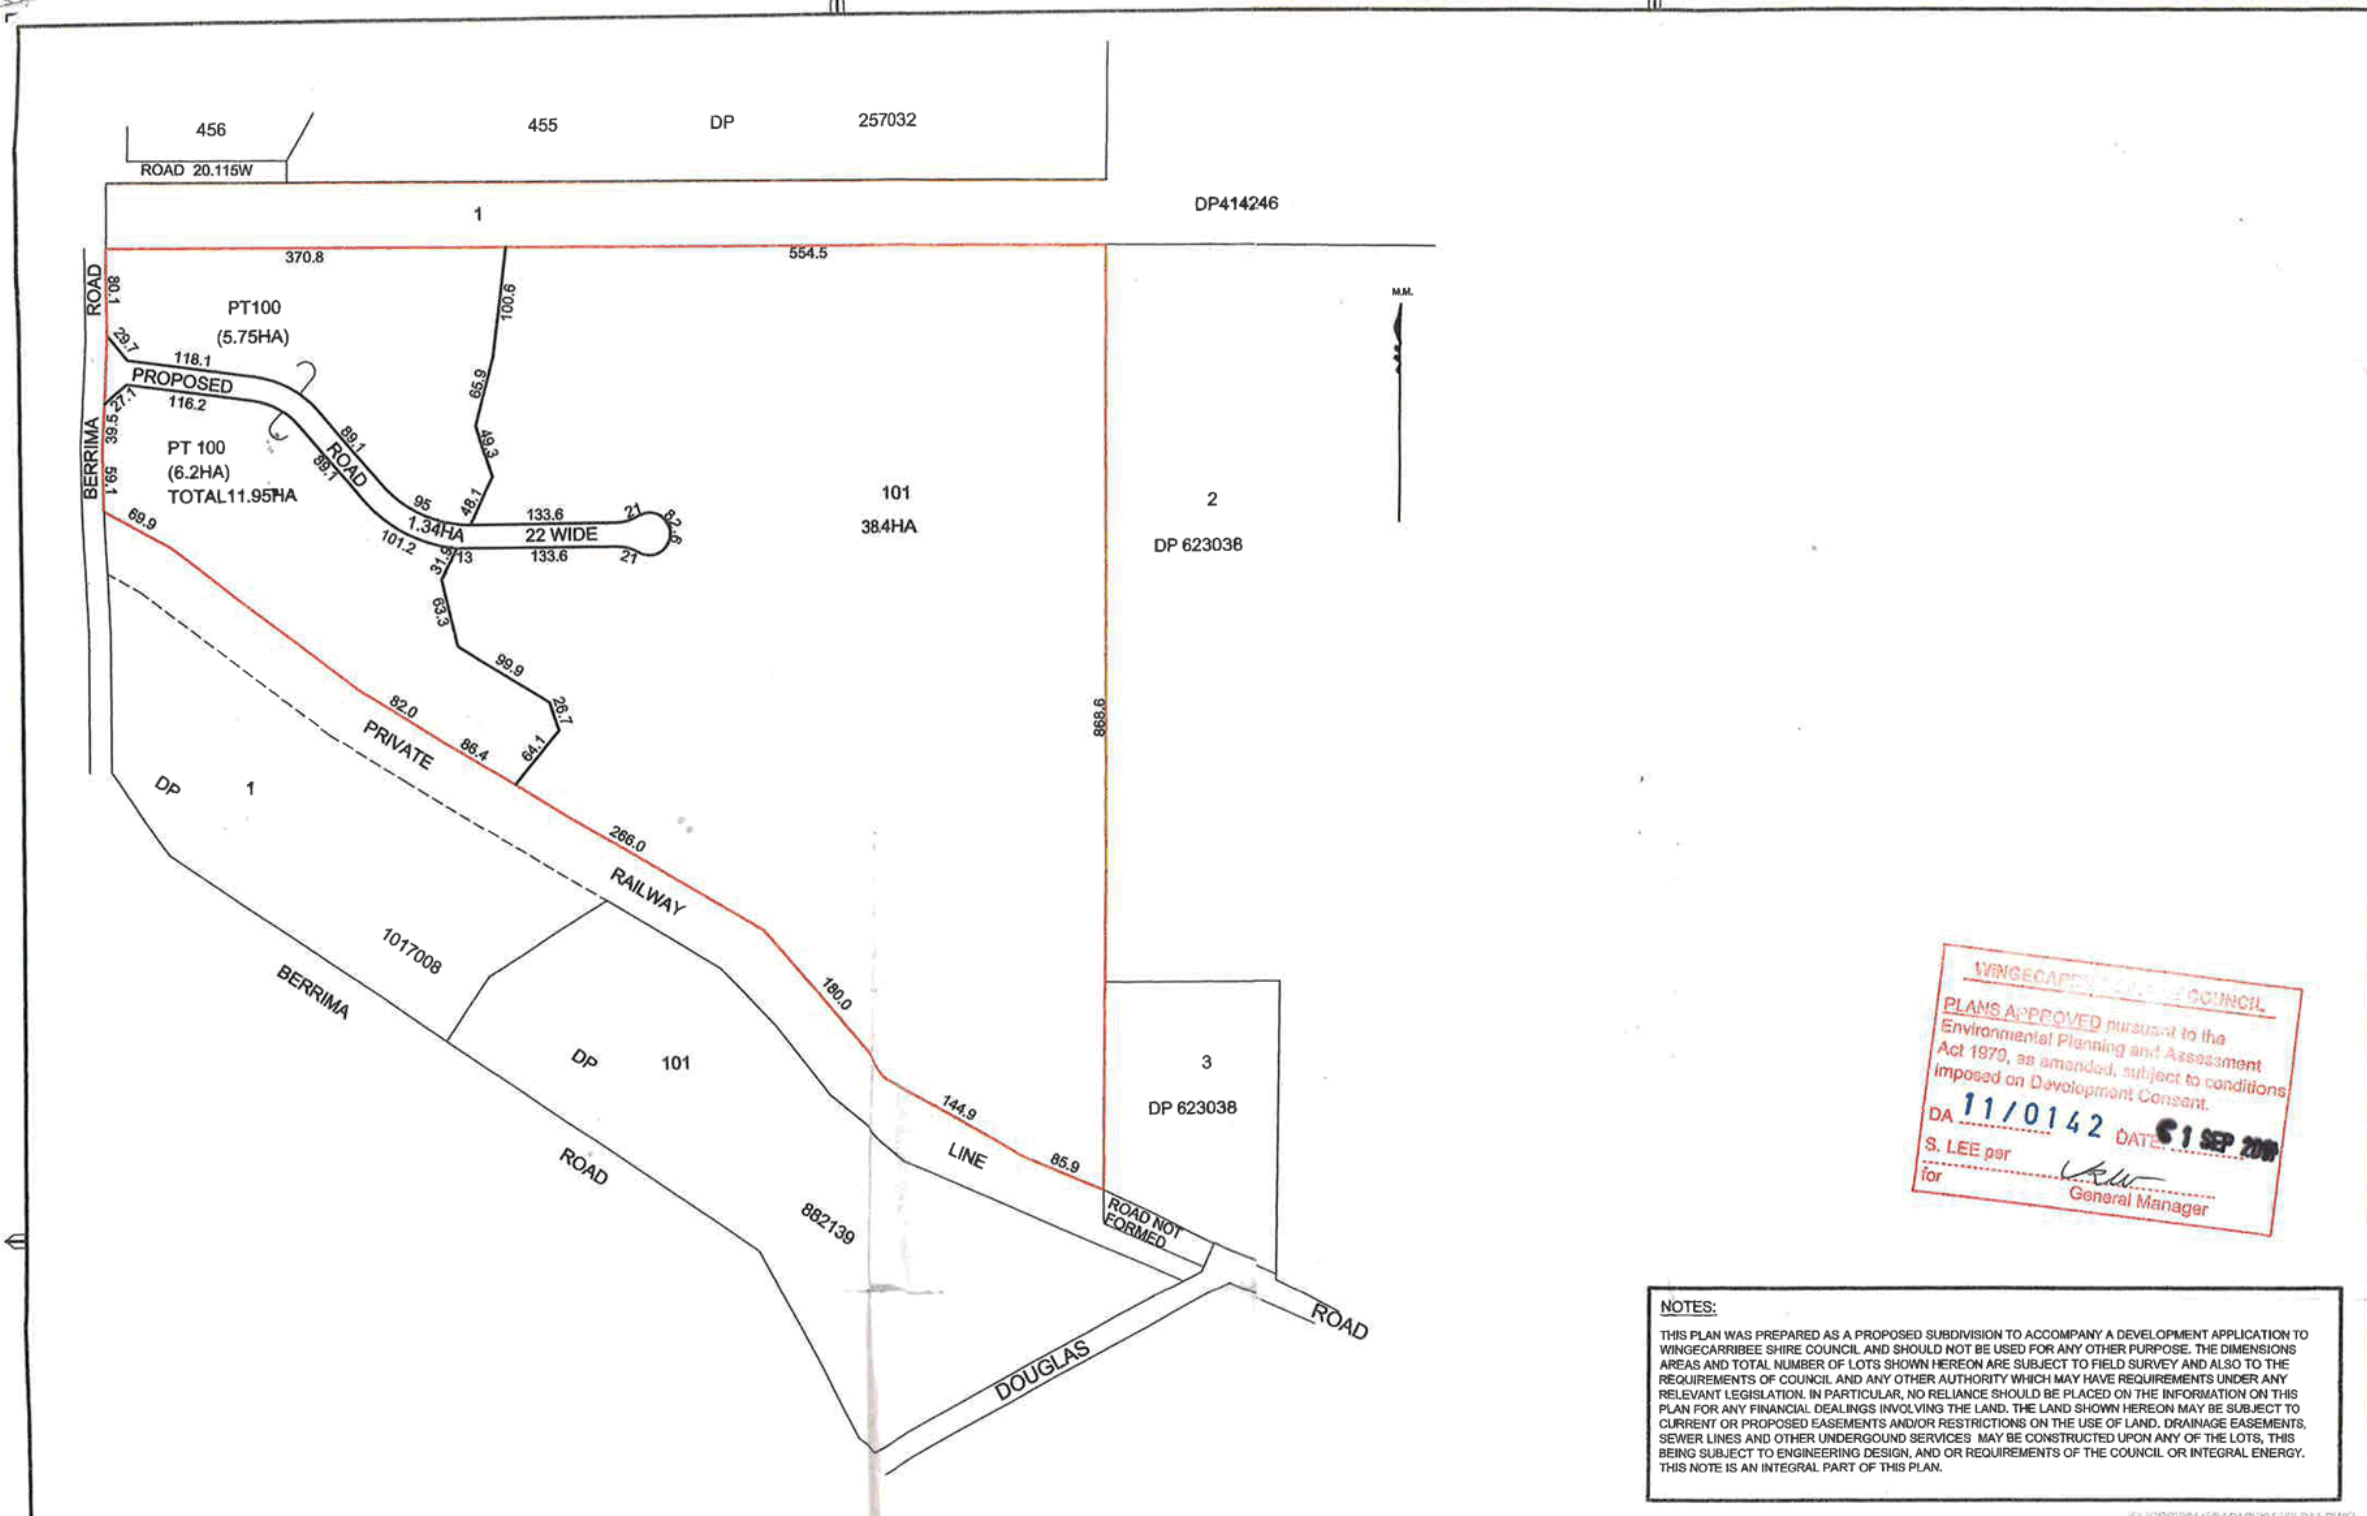 456
455
DP
257032
ROAD 20.115W
1
DP414246
370.8
554.5
ROAD
80.1
PT100
(5.75HA)
100.6
M.M.
29.7
118.1
PROPOSED
27.1
116.2
65.9
39.5
BERRIMA
59.1
PT 100
(6.2HA)
TOTAL11.95HA
89.1
ROAD
89.1
49.3
48.1
101
38.4HA
2
DP 623038
69.9
95
1.34HA
101.2
133.6
22 WIDE
133.6
21
82.9
21
31.9
13
63.3
99.9
26.7
64.1
868.6
82.0
86.4
PRIVATE
DP
1
266.0
RAILWAY
1017008
BERRIMA
180.0
DP
101
144.9
LINE
85.9
3
DP 623038
ROAD
882139
ROAD NOT
FORMED
DOUGLAS
ROAD
COUNCIL
PLANS APPROVED pursuant to the
Environmental Planning and Assessment
Act 1979, as amended, subject to conditions
imposed on Development Consent.
DA 11/0142 DATE 1 SEP
S. LEE per
for
General Manager
NOTES:
THIS PLAN WAS PREPARED AS A PROPOSED SUBDIVISION TO ACCOMPANY A DEVELOPMENT APPLICATION TO
WINGECARRIBEE SHIRE COUNCIL AND SHOULD NOT BE USED FOR ANY OTHER PURPOSE. THE DIMENSIONS
AREAS AND TOTAL NUMBER OF LOTS SHOWN HEREON ARE SUBJECT TO FIELD SURVEY AND ALSO TO THE
REQUIREMENTS OF COUNCIL AND ANY OTHER AUTHORITY WHICH MAY HAVE REQUIREMENTS UNDER ANY
RELEVANT LEGISLATION. IN PARTICULAR, NO RELIANCE SHOULD BE PLACED ON THE INFORMATION ON THIS
PLAN FOR ANY FINANCIAL DEALINGS INVOLVING THE LAND. THE LAND SHOWN HEREON MAY BE SUBJECT TO
CURRENT OR PROPOSED EASEMENTS AND/OR RESTRICTIONS ON THE USE OF LAND. DRAINAGE EASEMENTS,
SEWER LINES AND OTHER UNDERGOUND SERVICES MAY BE CONSTRUCTED UPON ANY OF THE LOTS, THIS
BEING SUBJECT TO ENGINEERING DESIGN, AND OR REQUIREMENTS OF THE COUNCIL OR INTEGRAL ENERGY.
THIS NOTE IS AN INTEGRAL PART OF THIS PLAN.